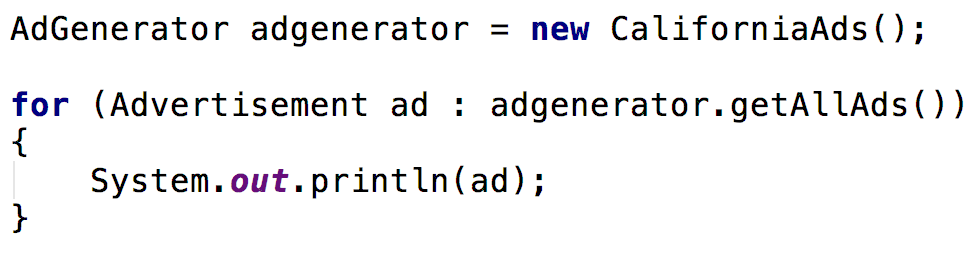 AdGenerator adgenerator = new CaliforniaAds();
for (Advertisement ad : adgenerator.getAllAds())
{
    System.out.println(ad);
}